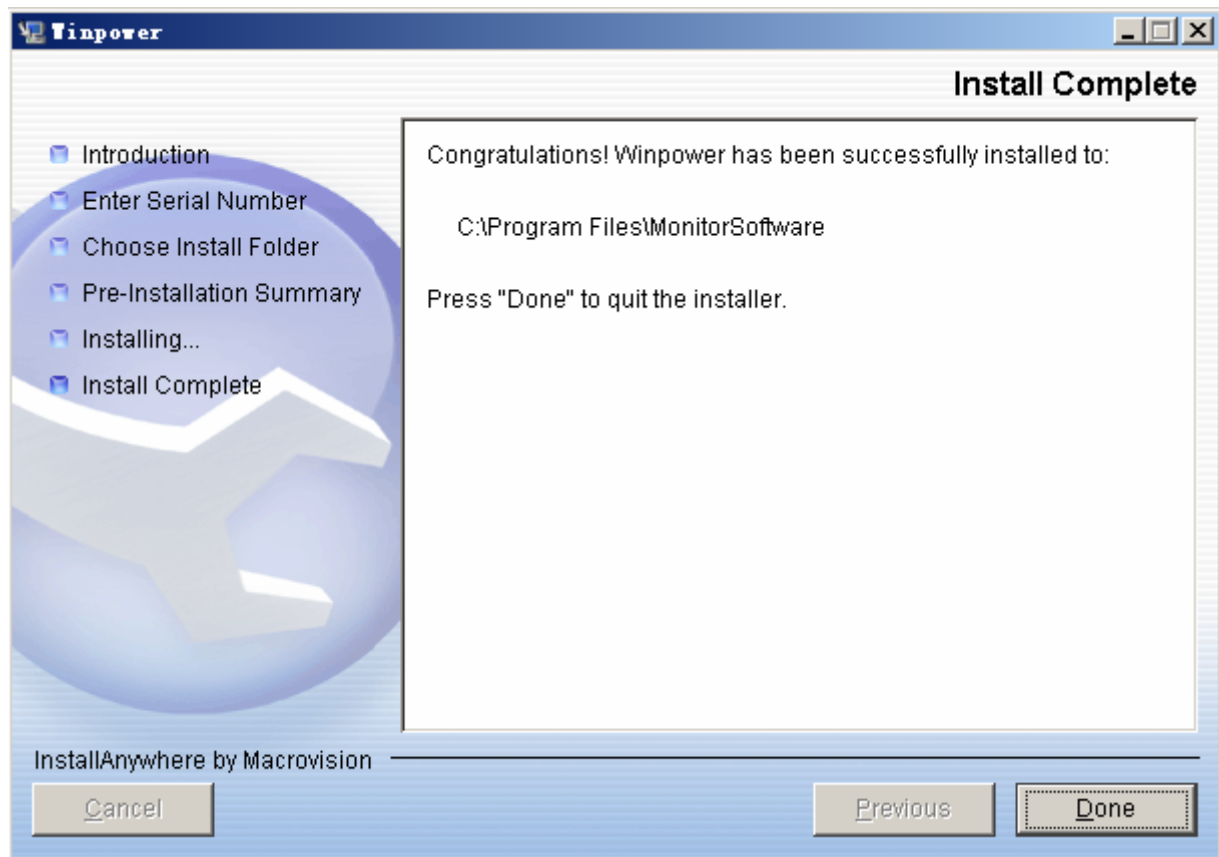 Winpower
Install Complete
Introduction
Enter Serial Number
Choose Install Folder
Pre-Installation Summary
Installing...
Install Complete
Congratulations! Winpower has been successfully installed to:
C:\Program Files\MonitorSoftware
Press "Done" to quit the installer.
InstallAnywhere by Macrovision
Cancel
Previous
Done